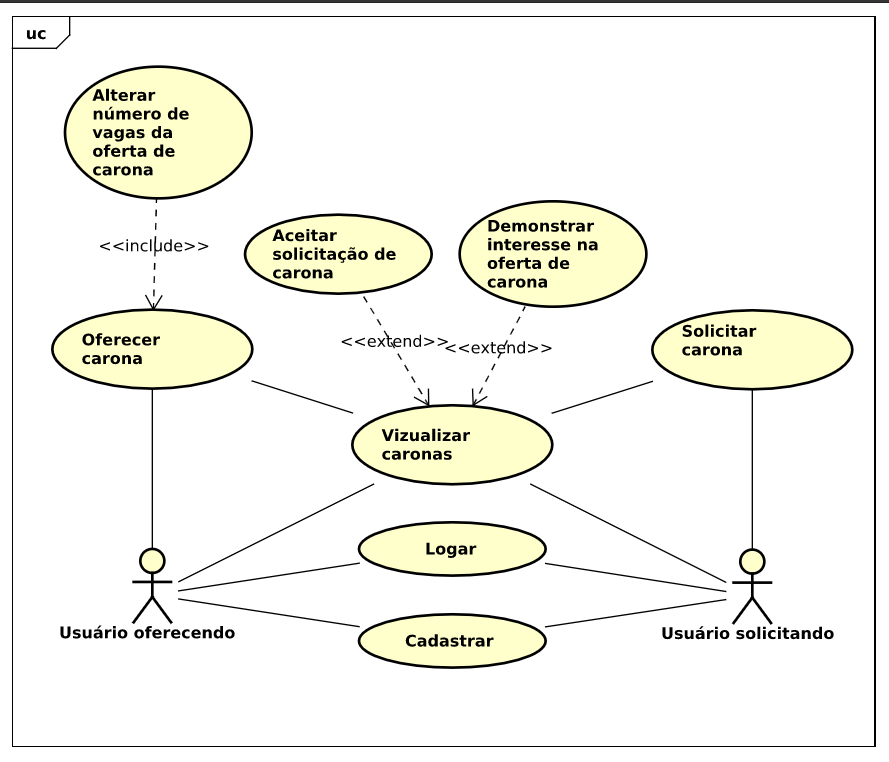 uc
Alterar
número de
vagas da
oferta de
carona
<<include>>
Aceitar
solicitação de
carona
Demonstrar
interesse na
oferta de
carona
<<extend>>
<<extend>>
Oferecer
carona
Solicitar
carona
Vizualizar
caronas
Logar
Cadastrar
Usuário oferecendo
Usuário solicitando